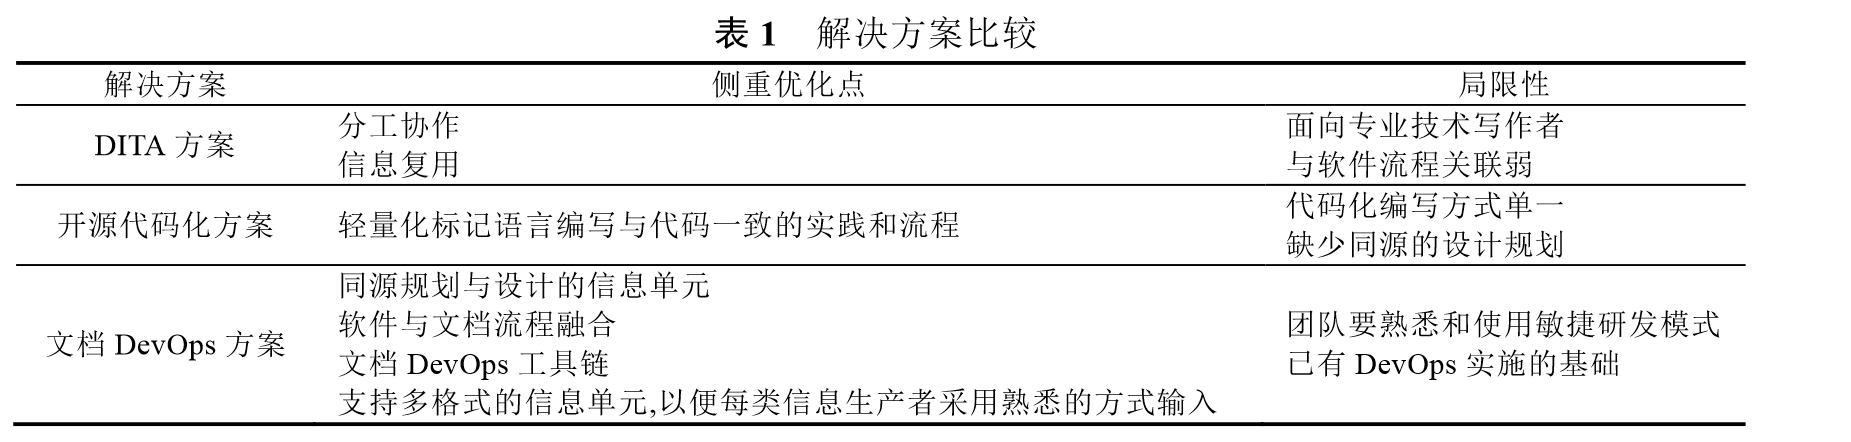 表 1 解决方案比较
解决方案 侧重优化点 局限性
DITA 方案
分工协作
信息复用
面向专业技术写作者
与软件流程关联弱
开源代码化方案
轻量化标记语言编写与代码一致的实践和流程
代码化编写方式单一
缺少同源的设计规划
文档 DevOps 方案
同源规划与设计的信息单元
软件与文档流程融合
文档 DevOps 工具链
支持多格式的信息单元,以便每类信息生产者采用熟悉的方式输入
团队要熟悉和使用敏捷研发模式
已有 DevOps 实施的基础